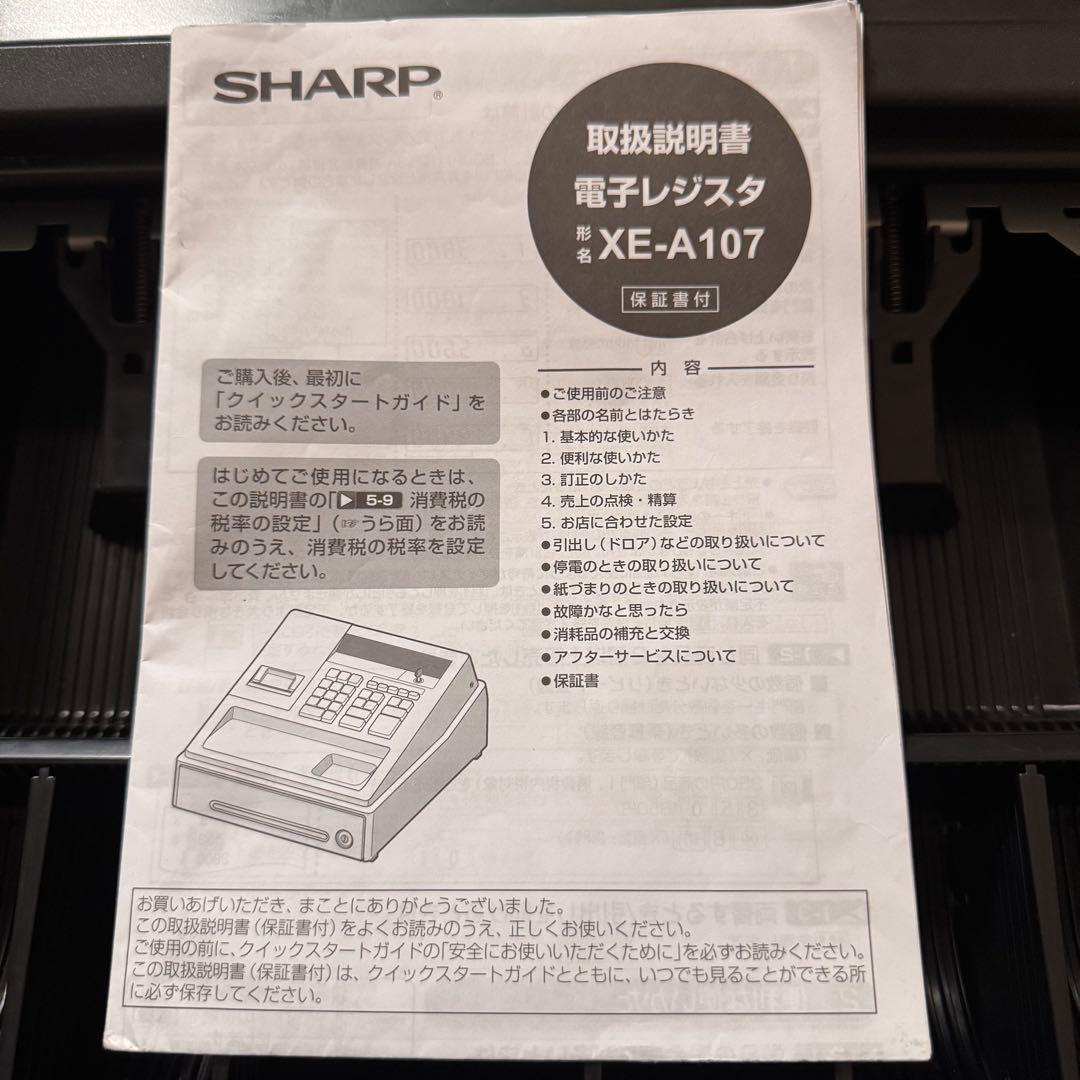 SHARP®
取扱説明書
電子レジスタ
形名 XE-A107
保証書付
ご購入後、最初に
「クイックスタートガイド」を
お読みください。
はじめてご使用になるときは、
この説明書の「▶ 5-9 消費税の
税率の設定」(☞うら面)をお読
みのうえ、消費税の税率を設定
してください。
内 容
●ご使用前のご注意
●各部の名前とはたらき
1. 基本的な使いかた
2. 便利な使いかた
3. 訂正のしかた
4. 売上の点検・精算
5. お店に合わせた設定
●引出し(ドロア)などの取り扱いについて
●停電のときの取り扱いについて
●紙づまりのときの取り扱いについて
●故障かなと思ったら
●消耗品の補充と交換
●アフターサービスについて
●保証書
お買いあげいただき、まことにありがとうございました。
この取扱説明書(保証書付)をよくお読みのうえ、正しくお使いください。
ご使用の前に、クイックスタートガイドの「安全にお使いいただくために」を必ずお読みください。
この取扱説明書(保証書付)は、クイックスタートガイドとともに、いつでも見ることができる所
に必ず保存してください。